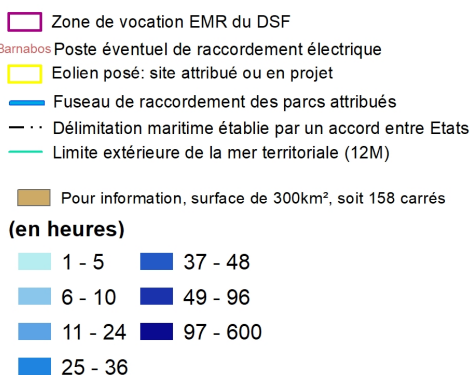 Zone de vocation EMR du DSF
Barnabos Poste éventuel de raccordement électrique
Eolien posé: site attribué ou en projet
Fuseau de raccordement des parcs attribués
Délimitation maritime établie par un accord entre Etats
Limite extérieure de la mer territoriale (12M)
Pour information, surface de 300km², soit 158 carrés
(en heures)
1 - 5
6 - 10
11 - 24
25 - 36
37 - 48
49 - 96
97 - 600